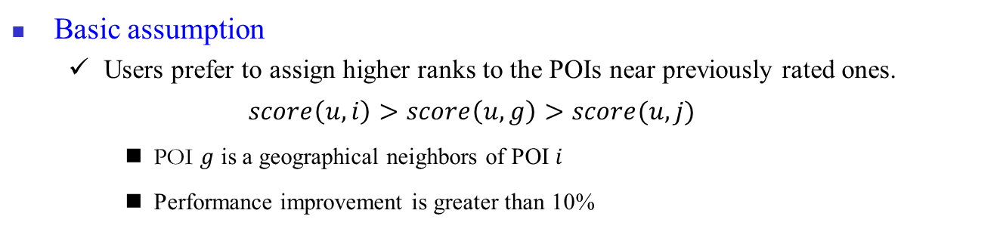 Basic assumption
Users prefer to assign higher ranks to the POIs near previously rated ones.
score(u, i) > score(u, g) > score(u, j)
POI g is a geographical neighbors of POI i
Performance improvement is greater than 10%